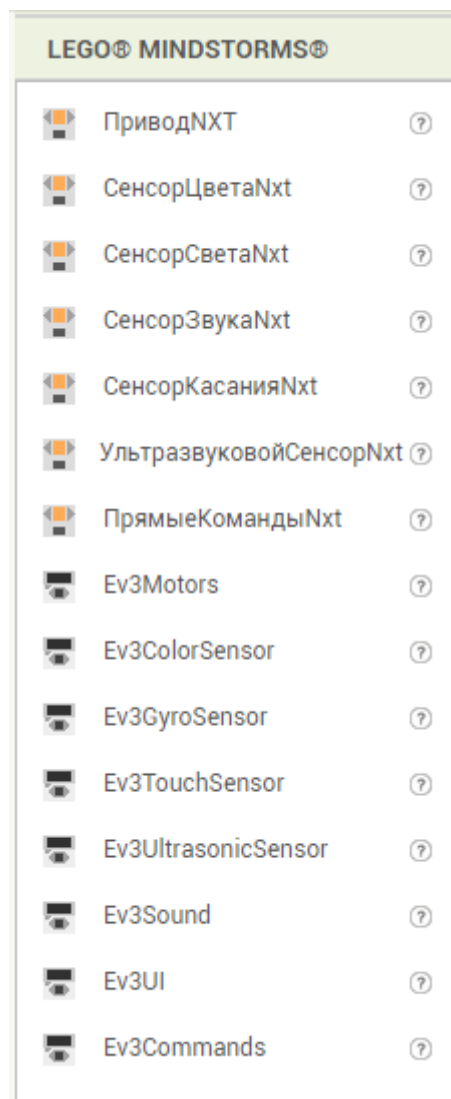 LEGO® MINDSTORMS®
ПриводNXT
СенсорЦветаNxt
СенсорСветаNxt
СенсорЗвукаNxt
СенсорКасанияNxt
УльтразвуковойСенсорNxt
ПрямыеКомандыNxt
Ev3Motors
Ev3ColorSensor
Ev3GyroSensor
Ev3TouchSensor
Ev3UltrasonicSensor
Ev3Sound
Ev3UI
Ev3Commands